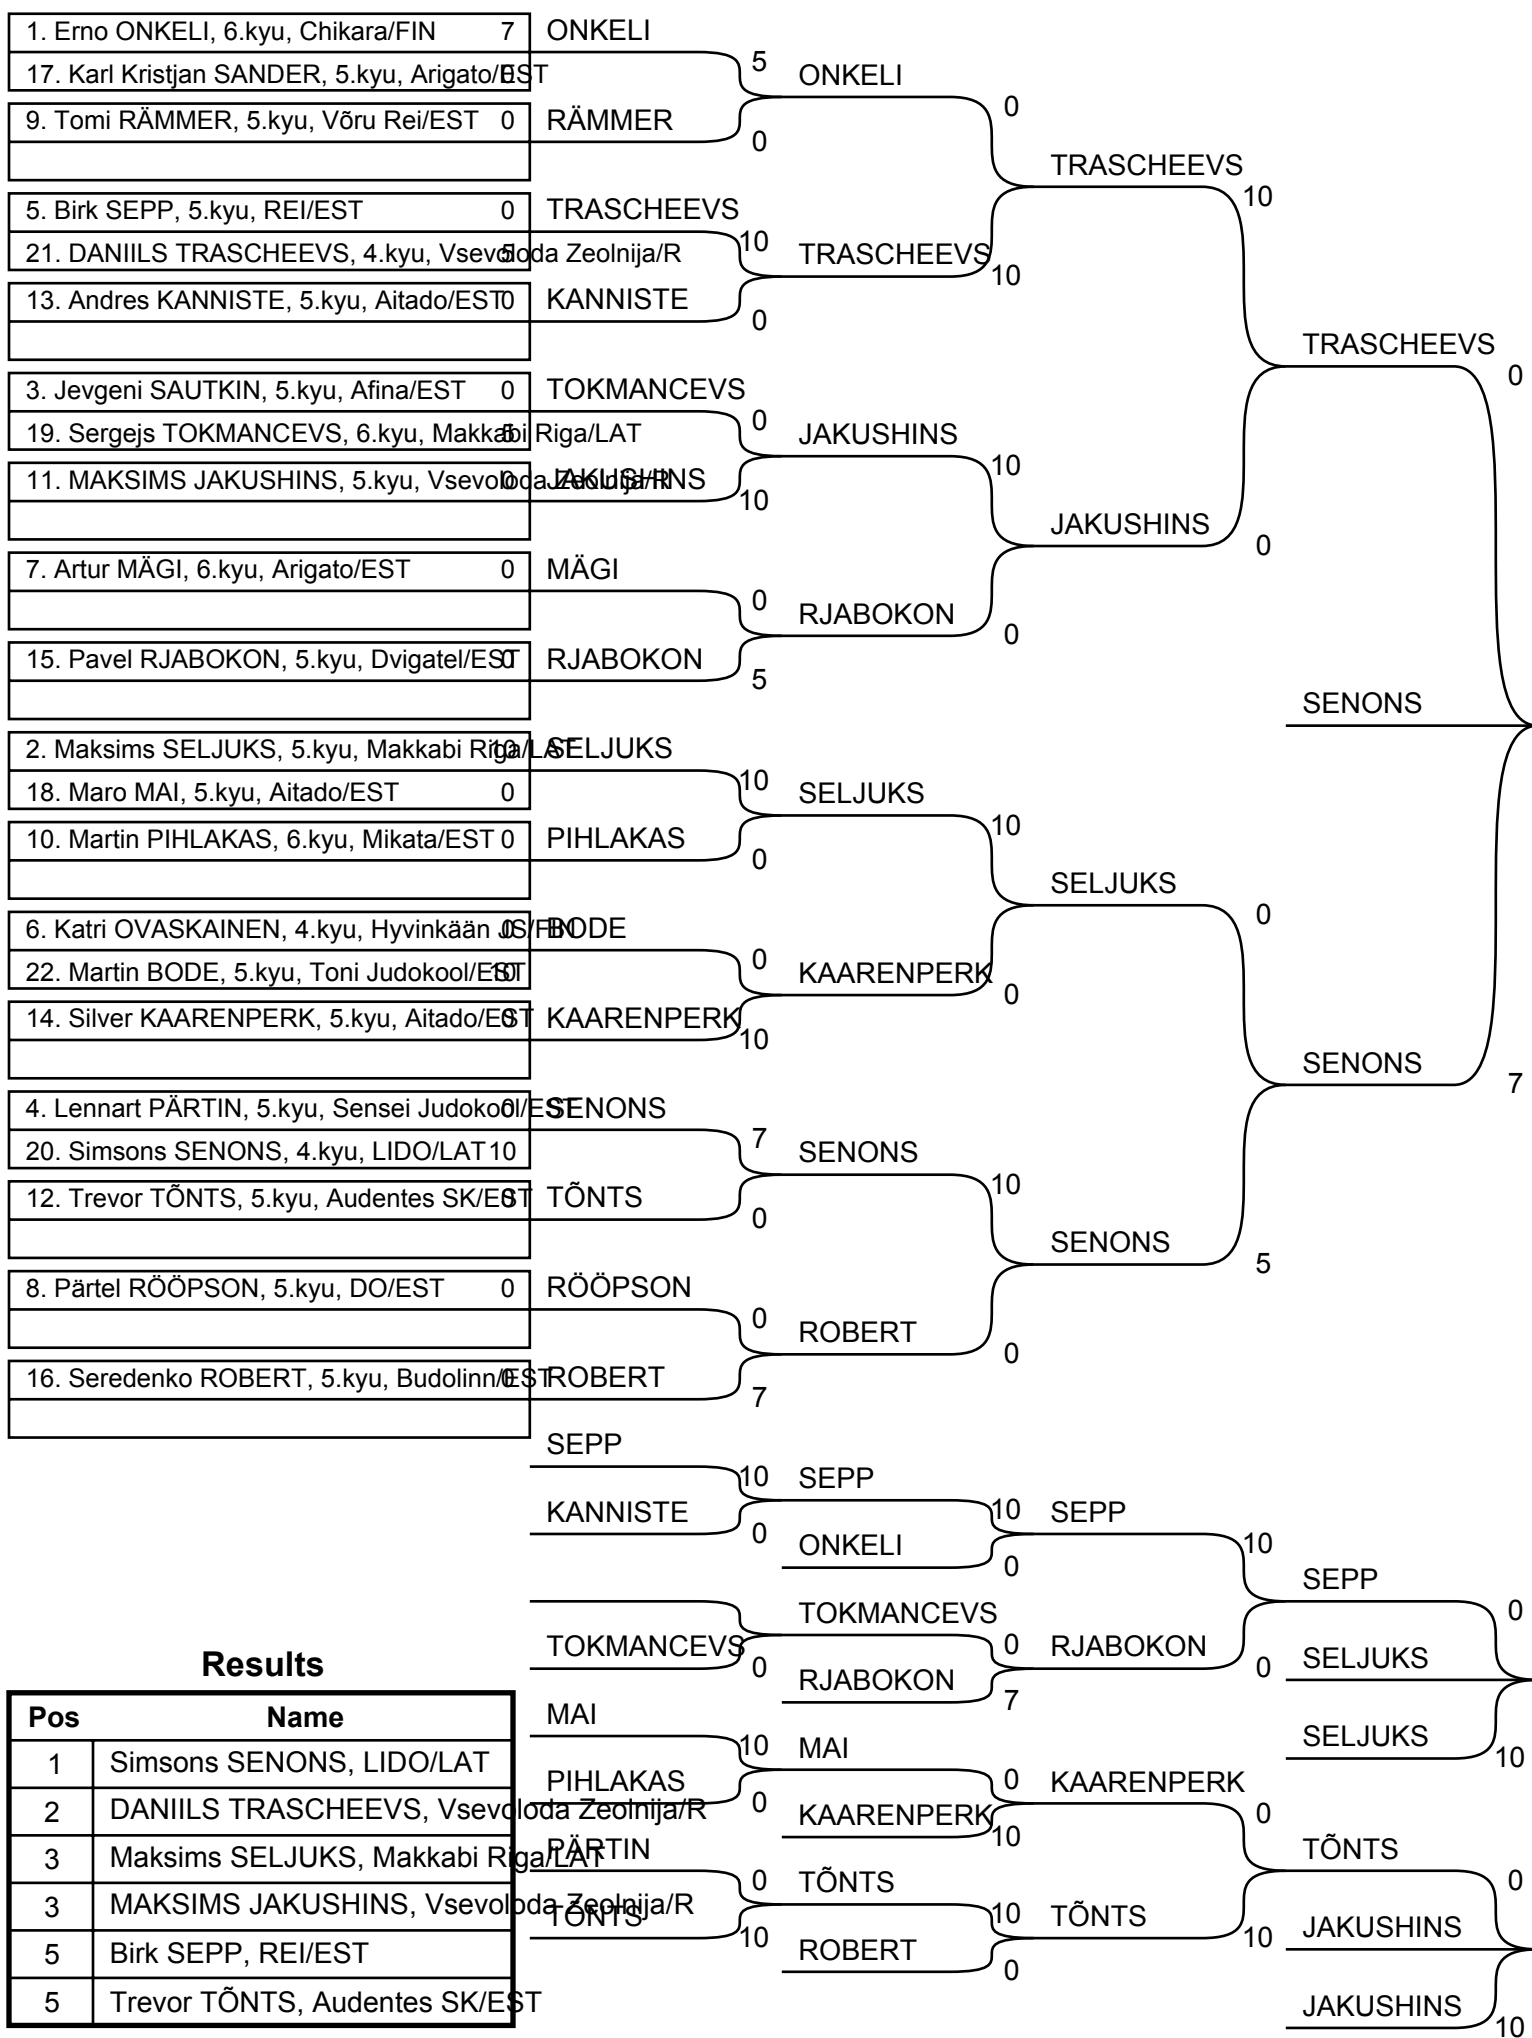 1. Erno ONKELI, 6.kyu, Chikara/FIN 7 ONKELI
5
17. Karl Kristjan SANDER, 5.kyu, Arigato/EST 0
ONKELI
0
9. Tomi RÄMMER, 5.kyu, Võru Rei/EST 0 RÄMMER
0
TRASCHEEVS
10
5. Birk SEPP, 5.kyu, REI/EST 0 TRASCHEEVS
10
21. DANIILS TRASCHEEVS, 4.kyu, Vsevoloda Zeolnija/R 5
TRASCHEEVS
10
13. Andres KANNISTE, 5.kyu, Aitado/EST 0 KANNISTE
0
TRASCHEEVS
0
3. Jevgeni SAUTKIN, 5.kyu, Afina/EST 0 TOKMANCEVS
0
19. Sergejs TOKMANCEVS, 6.kyu, Makkabi Riga/LAT 5
JAKUSHINS
10
11. MAKSIMS JAKUSHINS, 5.kyu, Vsevoloda Zeolnija/R 0 JAKUSHINS
10
JAKUSHINS
0
7. Artur MÄGI, 6.kyu, Arigato/EST 0 MÄGI
0
RJABOKON
0
15. Pavel RJABOKON, 5.kyu, Dvigatel/EST 0 RJABOKON
5
SENONS
2. Maksims SELJUKS, 5.kyu, Makkabi Riga/LAT 10 SELJUKS
10
18. Maro MAI, 5.kyu, Aitado/EST 0
SELJUKS
10
10. Martin PIHLAKAS, 6.kyu, Mikata/EST 0 PIHLAKAS
0
SELJUKS
0
6. Katri OVASKAINEN, 4.kyu, Hyvinkään JS/FIN 0 BODE
0
22. Martin BODE, 5.kyu, Toni Judokool/EST 10
KAARENPERK
0
14. Silver KAARENPERK, 5.kyu, Aitado/EST 0 KAARENPERK
10
SENONS
7
4. Lennart PÄRTIN, 5.kyu, Sensei Judokool/EST 0 SENONS
7
20. Simsons SENONS, 4.kyu, LIDO/LAT 10
SENONS
10
12. Trevor TÕNTS, 5.kyu, Audentes SK/EST 0 TÕNTS
0
SENONS
5
8. Pärtel RÖÖPSON, 5.kyu, DO/EST 0 RÖÖPSON
0
ROBERT
0
16. Seredenko ROBERT, 5.kyu, Budolinn/EST 0 ROBERT
7
SEPP
10
SEPP
10
KANNISTE
0
SEPP
10
ONKELI
0
SEPP
0
TOKMANCEVS
0
TOKMANCEVS
0
RJABOKON
0
RJABOKON
7
SELJUKS
SELJUKS
10
MAI
10
MAI
0
PIHLAKAS
0
KAARENPERK
0
KAARENPERK
10
TÕNTS
0
PÄRTIN
0
TÕNTS
10
TÕNTS
10
TÕNTS
10
ROBERT
0
JAKUSHINS
JAKUSHINS
10
Results
Pos Name
1 Simsons SENONS, LIDO/LAT
2 DANIILS TRASCHEEVS, Vsevoloda Zeolnija/R
3 Maksims SELJUKS, Makkabi Riga/LAT
3 MAKSIMS JAKUSHINS, Vsevoloda Zeolnija/R
5 Birk SEPP, REI/EST
5 Trevor TÕNTS, Audentes SK/EST